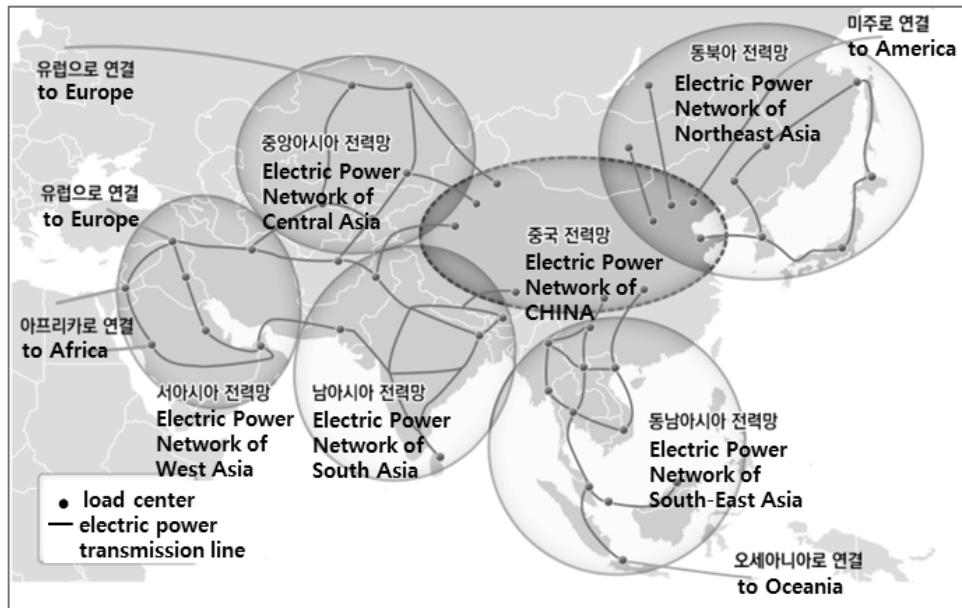 유럽으로 연결
to Europe
동북아 전력망
Electric Power
Network of
Northeast Asia
미주로 연결
to America
중앙아시아 전력망
Electric Power
Network of
Central Asia
유럽으로 연결
to Europe
중국 전력망
Electric Power
Network of
CHINA
아프리카로 연결
to Africa
서아시아 전력망
Electric Power
Network of
West Asia
남아시아 전력망
Electric Power
Network of
South Asia
동남아시아 전력망
Electric Power
Network of
South-East Asia
load center
electric power
transmission line
오세아니아로 연결
to Oceania